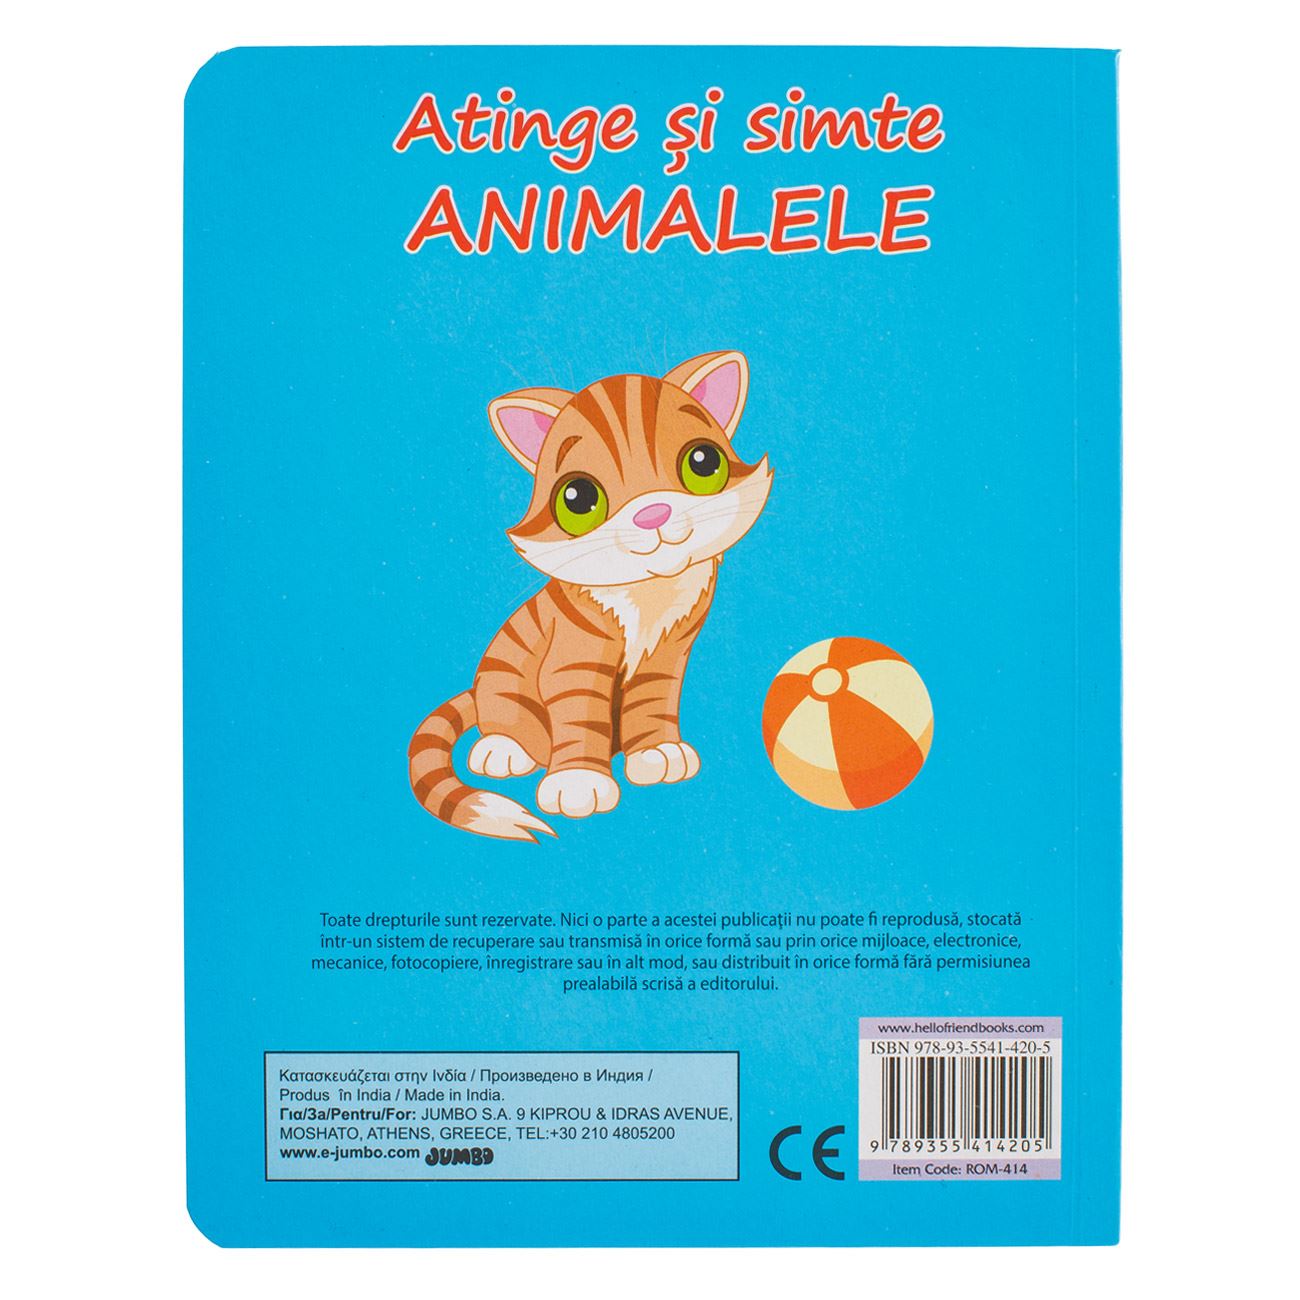 Atinge și simte
ANIMALELE
Toate drepturile sunt rezervate. Nici o parte a acestei publicații nu poate fi reprodusă, stocată
într-un sistem de recuperare sau transmisă în orice formă sau prin orice mijloace, electronice,
mecanice, fotocopiere, înregistrare sau în alt mod, sau distribuit în orice formă fără permisiunea
prealabilă scrisă a editorului.
Κατασκευάζεται στην Ινδία / Произведено в Индия /
Produs în India / Made in India.
Για/За/Pentru/For: JUMBO S.A. 9 KIPROU & IDRAS AVENUE,
MOSHATO, ATHENS, GREECE, TEL:+30 210 4805200
www.e-jumbo.com JUMBO
CE
www.hellofriendbooks.com
ISBN 978-93-5541-420-5
9 789355 414205
Item Code: ROM-414